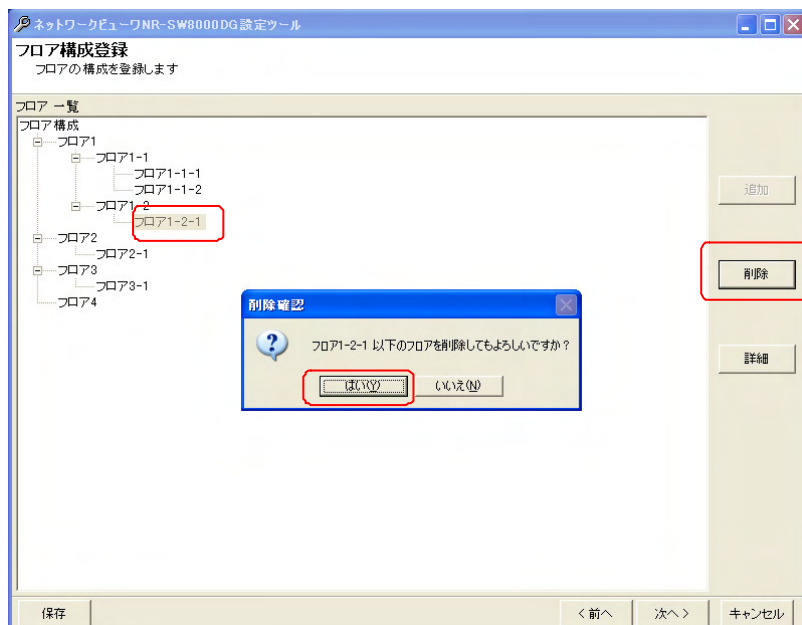 ネットワークビューワNR-SW8000DG設定ツール
フロア構成登録
フロアの構成を登録します
フロア 一覧
フロア構成
フロア1
フロア1-1
フロア1-1-1
フロア1-1-2
フロア1-2
フロア1-2-1
フロア2
フロア2-1
フロア3
フロア3-1
フロア4
追加
削除
詳細
削除確認
フロア1-2-1 以下のフロアを削除してもよろしいですか?
はい(Y)
いいえ(N)
保存
<前へ
次へ>
キャンセル